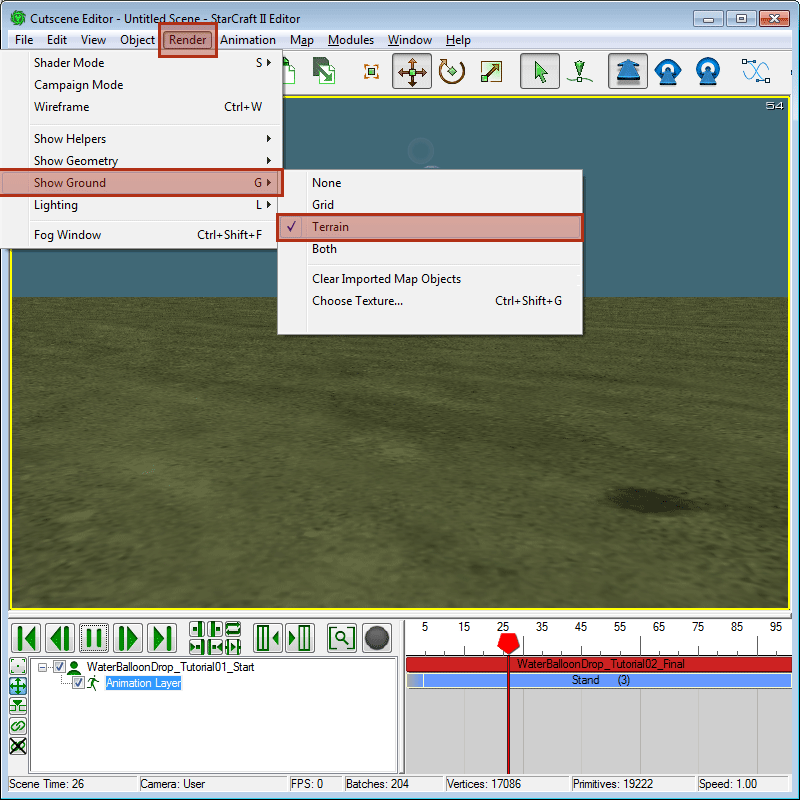 Cutscene Editor - Untitled Scene - StarCraft II Editor
File Edit View Object Render Animation Map Modules Window Help
Shader Mode S
Campaign Mode
Wireframe Ctrl+W
Show Helpers
Show Geometry
Show Ground G
Lighting L
Fog Window Ctrl+Shift+F
54
None
Grid
Terrain
Both
Clear Imported Map Objects
Choose Texture... Ctrl+Shift+G
5 15 25 35 45 55 65 75 85 95
WaterBalloonDrop_Tutorial01_Start
Animation Layer
WaterBalloonDrop_Tutorial02_Final
Stand (3)
Scene Time: 26 Camera: User FPS: 0 Batches: 204 Vertices: 17086 Primitives: 19222 Speed: 1.00